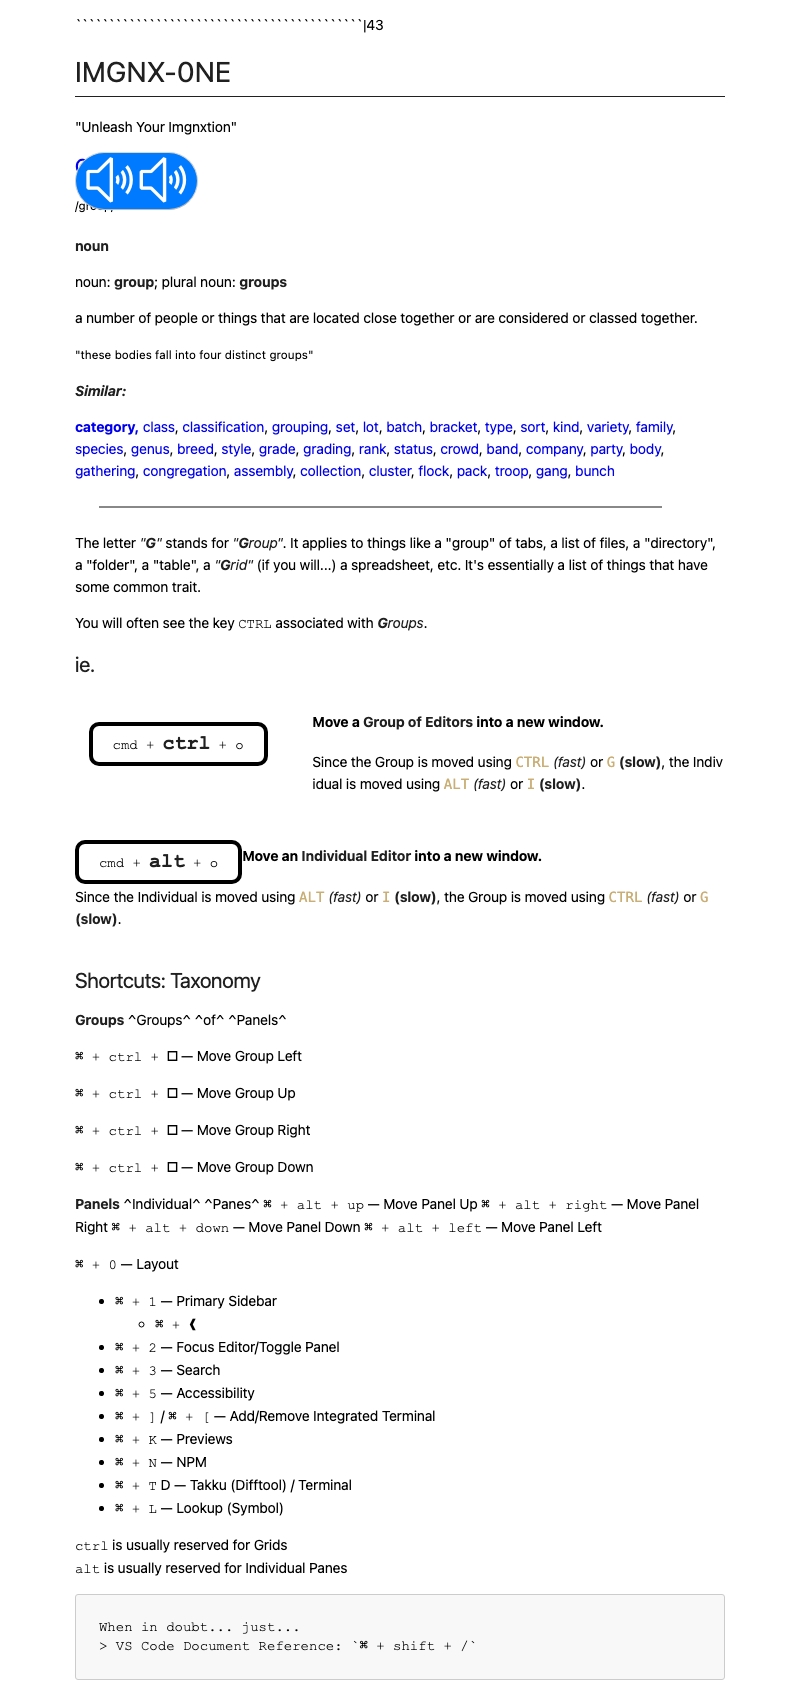 ```````````````````````````````````````````|43
IMGNX-0NE
"Unleash Your Imgnxtion"
noun
noun: group; plural noun: groups
a number of people or things that are located close together or are considered or classed together.
"these bodies fall into four distinct groups"
Similar:
category, class, classification, grouping, set, lot, batch, bracket, type, sort, kind, variety, family,
species, genus, breed, style, grade, grading, rank, status, crowd, band, company, party, body,
gathering, congregation, assembly, collection, cluster, flock, pack, troop, gang, bunch
The letter "G" stands for "Group". It applies to things like a "group" of tabs, a list of files, a "directory",
a "folder", a "table", a "Grid" (if you will...) a spreadsheet, etc. It's essentially a list of things that have
some common trait.
You will often see the key CTRL associated with Groups.
ie.
cmd + ctrl + o
Move a Group of Editors into a new window.
Since the Group is moved using CTRL (fast) or G (slow), the Indiv
idual is moved using ALT (fast) or I (slow).
cmd + alt + o Move an Individual Editor into a new window.
Since the Individual is moved using ALT (fast) or I (slow), the Group is moved using CTRL (fast) or G
(slow).
Shortcuts: Taxonomy
Groups ^Groups^ ^of^ ^Panels^
⌘ + ctrl + □ — Move Group Left
⌘ + ctrl + □ — Move Group Up
⌘ + ctrl + □ — Move Group Right
⌘ + ctrl + □ — Move Group Down
Panels ^Individual^ ^Panes^ ⌘ + alt + up — Move Panel Up ⌘ + alt + right — Move Panel
Right ⌘ + alt + down — Move Panel Down ⌘ + alt + left — Move Panel Left
⌘ + 0 — Layout
• ⌘ + 1 — Primary Sidebar
◦ ⌘ + ❰
• ⌘ + 2 — Focus Editor/Toggle Panel
• ⌘ + 3 — Search
• ⌘ + 5 — Accessibility
• ⌘ + ] / ⌘ + [ — Add/Remove Integrated Terminal
• ⌘ + K — Previews
• ⌘ + N — NPM
• ⌘ + T D — Takku (Difftool) / Terminal
• ⌘ + L — Lookup (Symbol)
ctrl is usually reserved for Grids
alt is usually reserved for Individual Panes
When in doubt... just...
> VS Code Document Reference: `⌘ + shift + /`